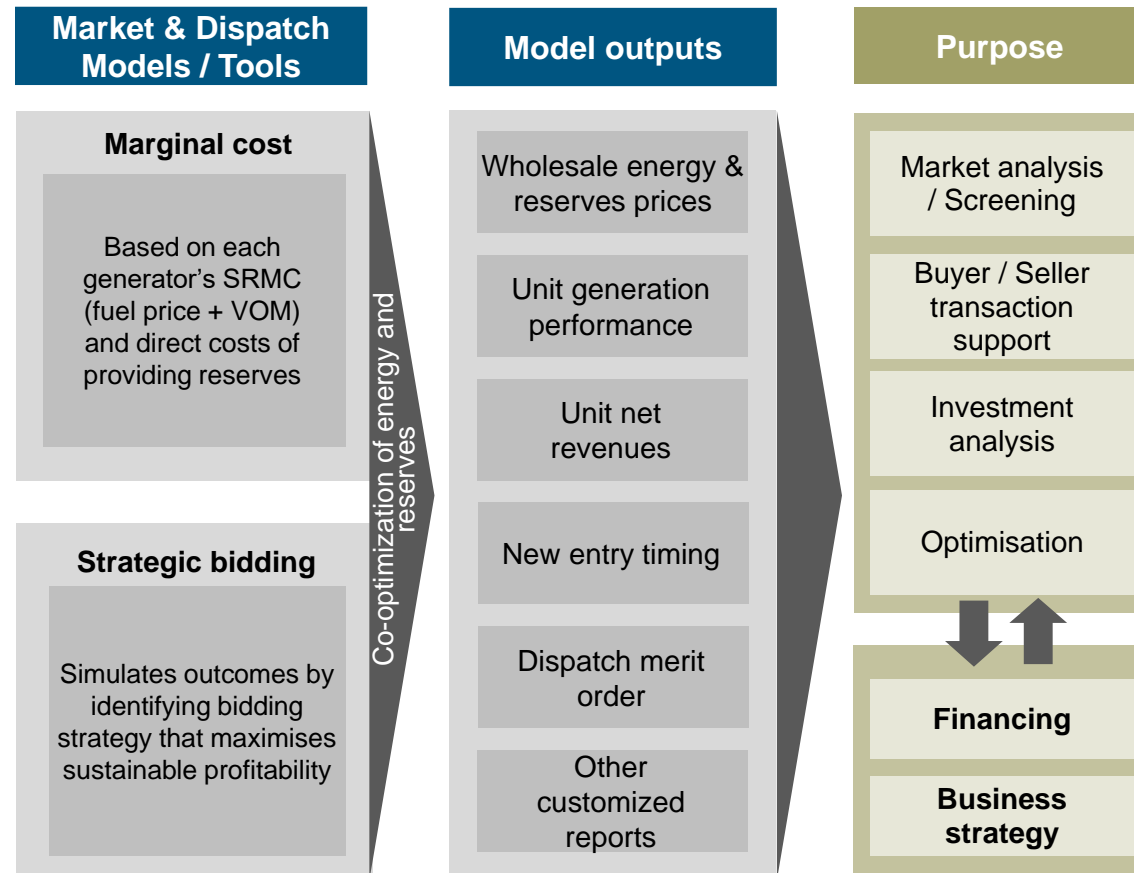 Market & Dispatch
Models / Tools
Marginal cost
Based on each
generator's SRMC
(fuel price + VOM)
and direct costs of
providing reserves
Strategic bidding
Simulates outcomes by
identifying bidding
strategy that maximises
sustainable profitability
Co-optimization of energy and
reserves
Model outputs
Wholesale energy &
reserves prices
Unit generation
performance
Unit net
revenues
New entry timing
Dispatch merit
order
Other
customized
reports
Purpose
Market analysis
/ Screening
Buyer / Seller
transaction
support
Investment
analysis
Optimisation
Financing
Business
strategy